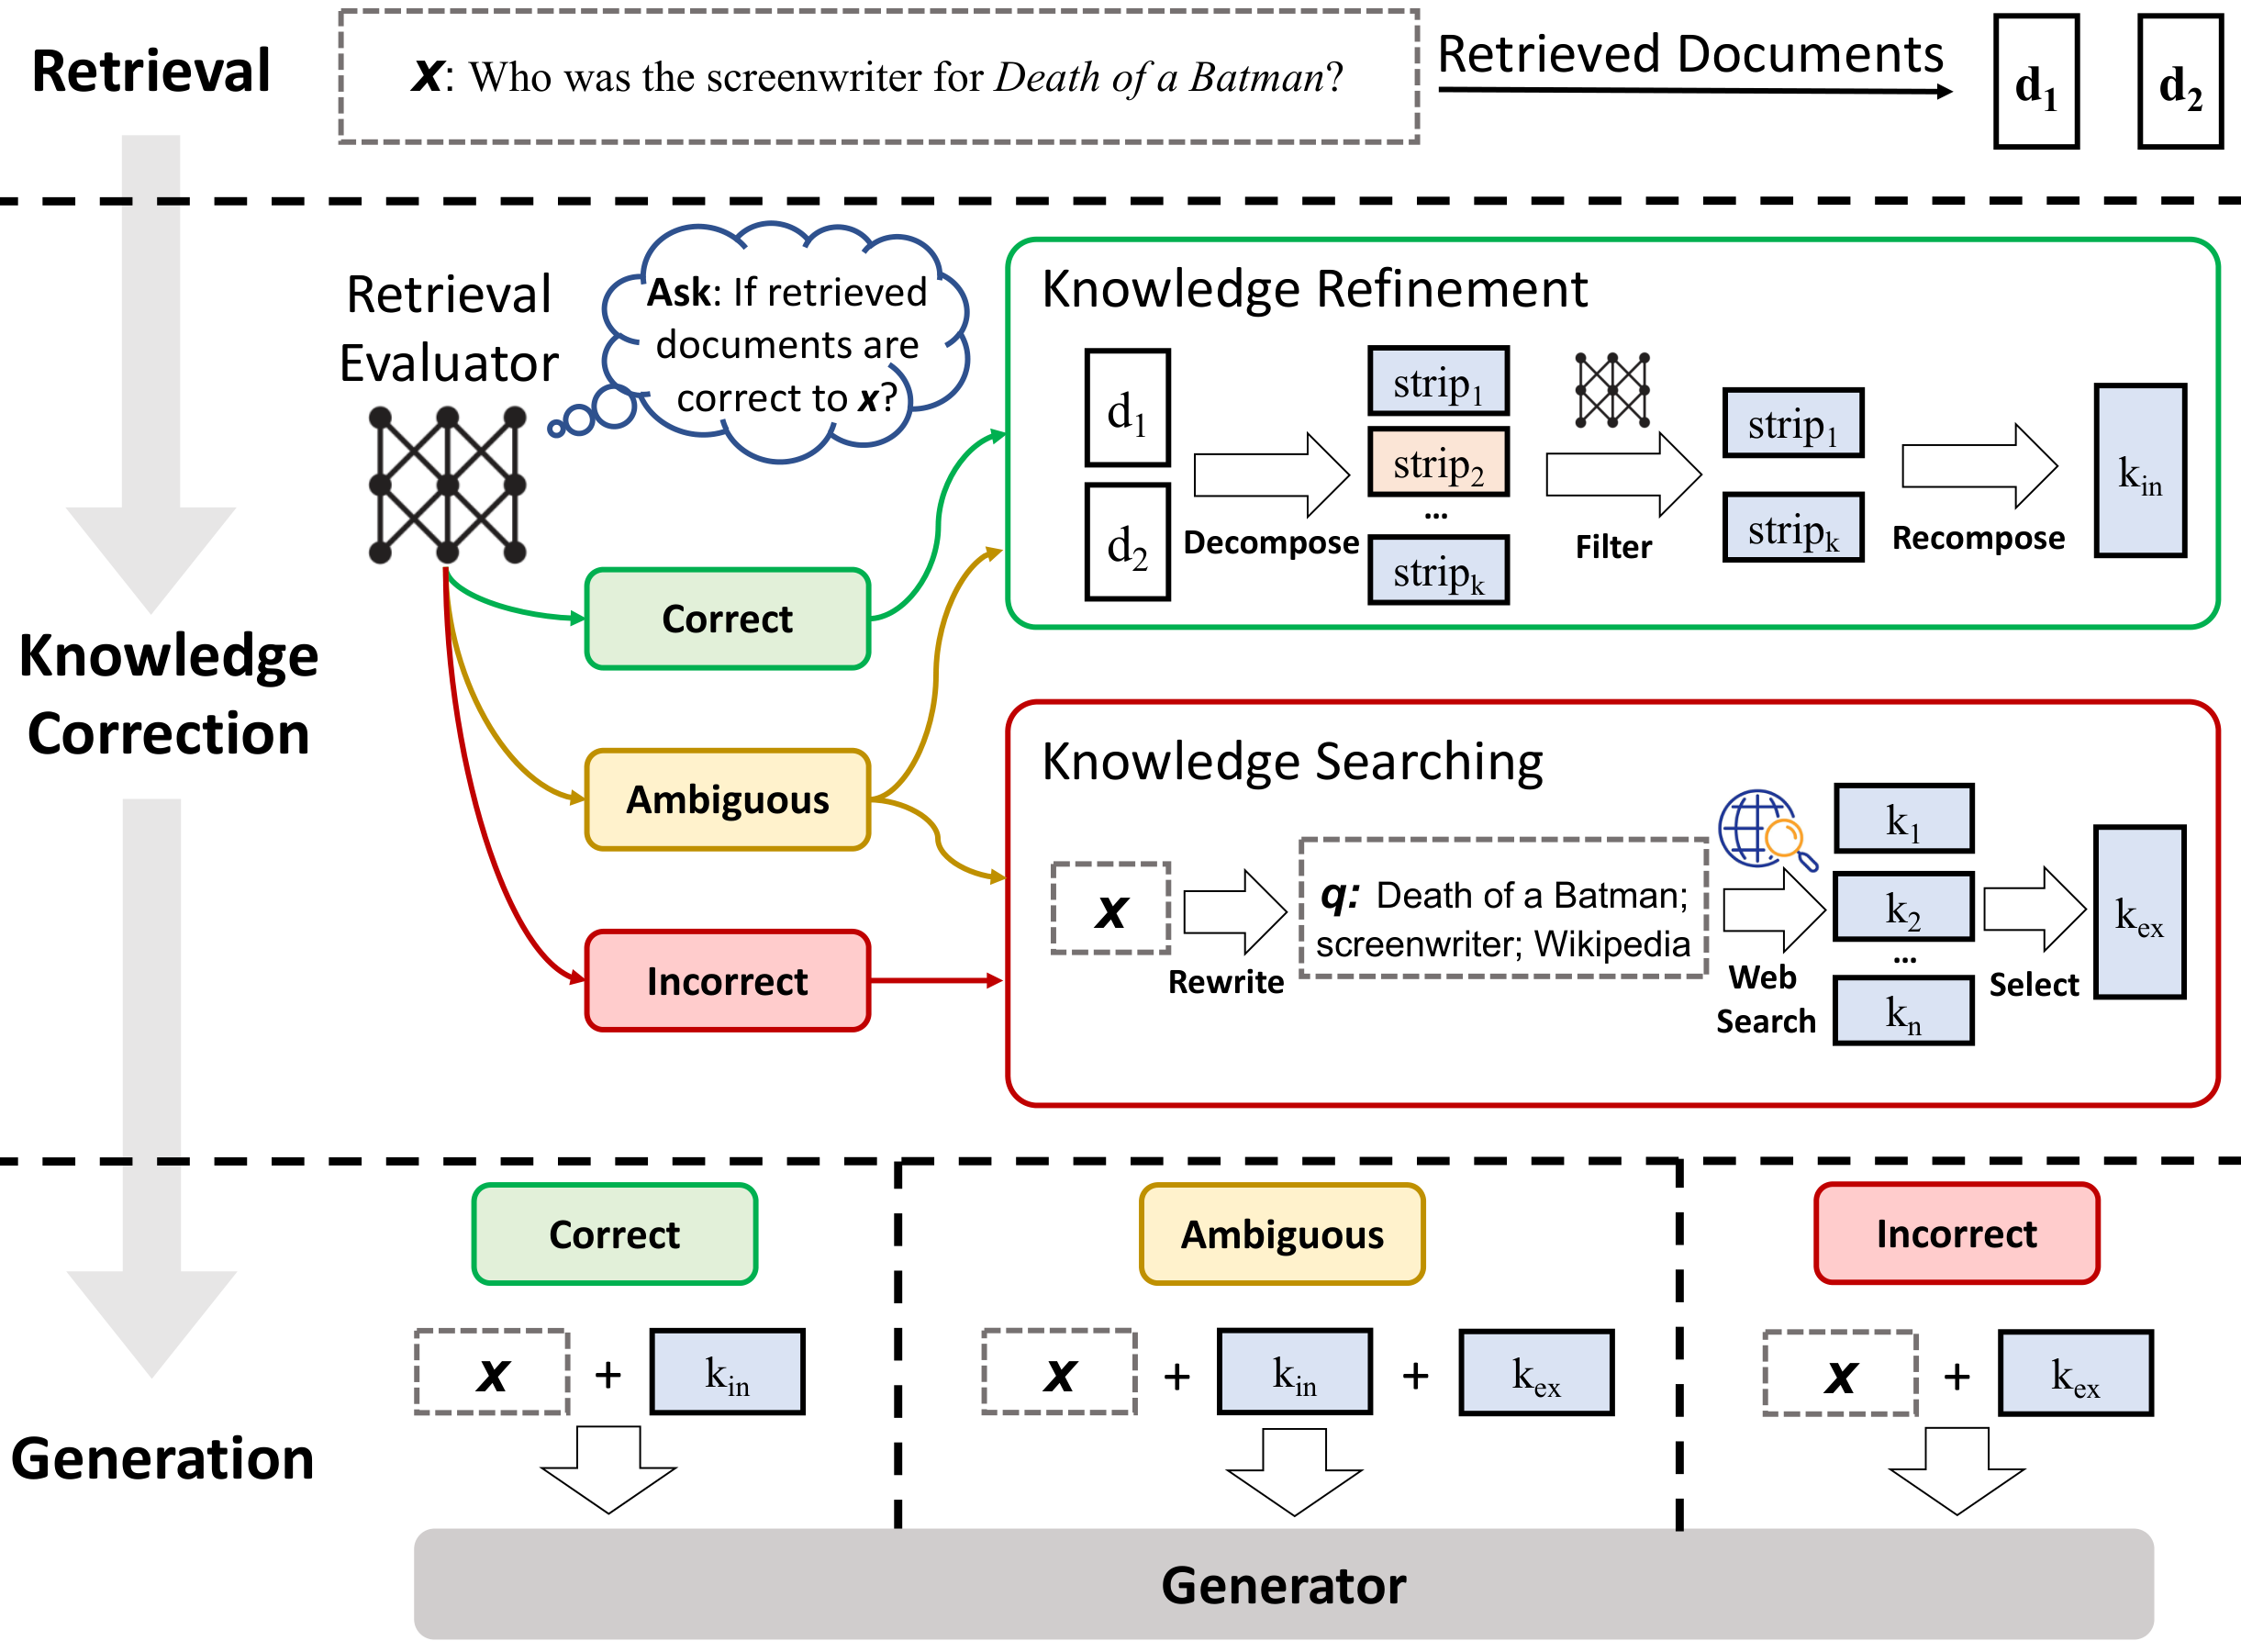 Retrieval
x: Who was the screenwriter for Death of a Batman?
Retrieved Documents
d1
d2
Retrieval
Evaluator
Ask: If retrieved
documents are
correct to x?
Knowledge
Correction
Correct
Ambiguous
Incorrect
Knowledge Refinement
d1
d2
Decompose
strip1
strip2
...
stripk
Filter
strip1
stripk
Recompose
kin
Knowledge Searching
x
Rewrite
q: Death of a Batman;
screenwriter; Wikipedia
Web
Search
k1
k2
...
kn
Select
kex
Generation
Correct
x + kin
Ambiguous
x + kin + kex
Incorrect
x + kex
Generator